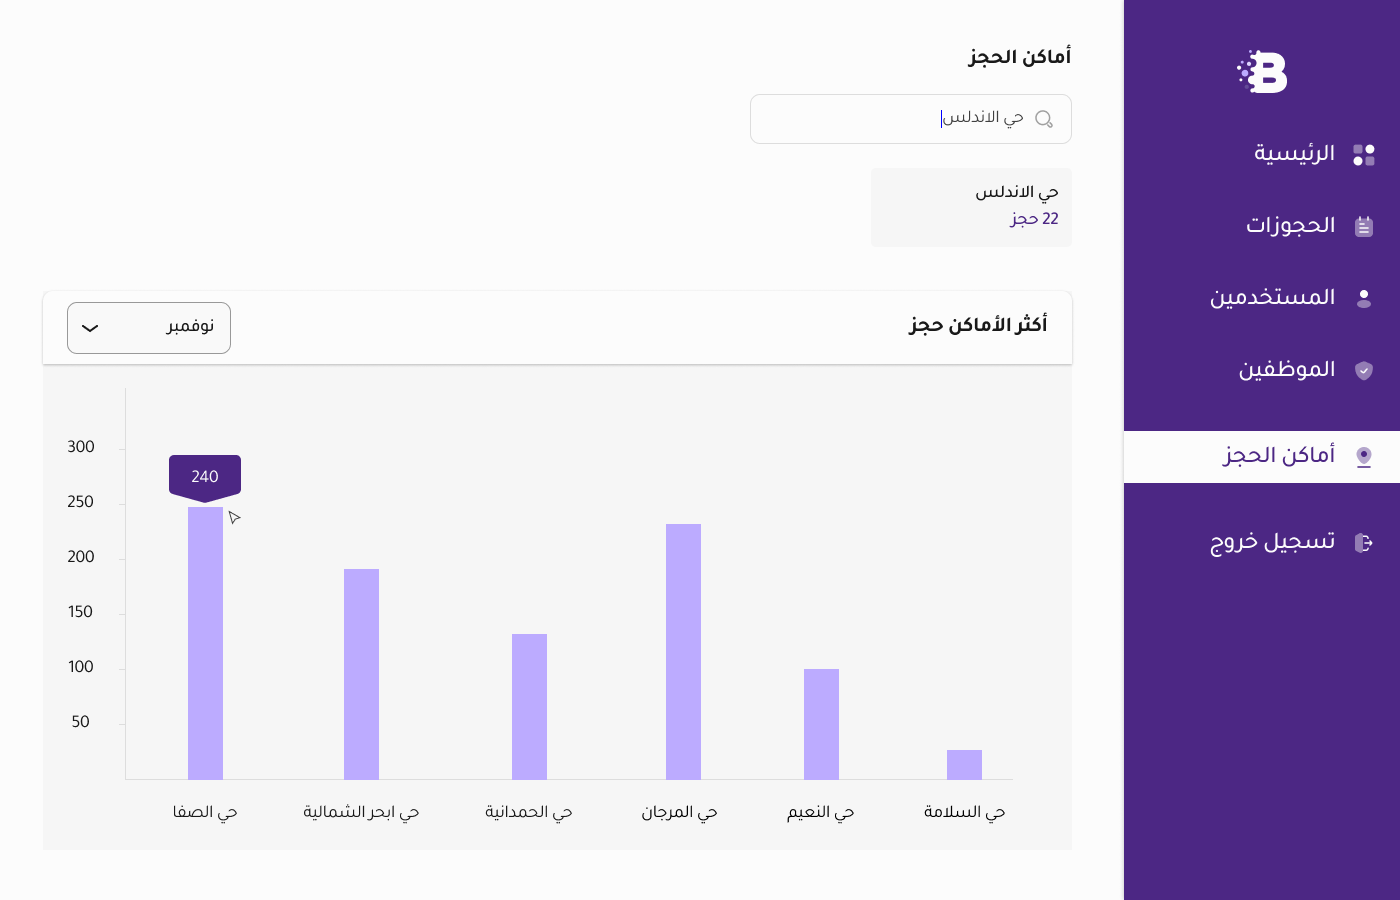 B
الرئيسية
الحجوزات
المستخدمين
الموظفين
أماكن الحجز
تسجيل خروج
أماكن الحجز
حي الاندلس
حي الاندلس
22 حجز
أكثر الأماكن حجز
نوفمبر
300
250
200
150
100
50
240
حي السلامة
حي النعيم
حي المرجان
حي الحمدانية
حي ابحر الشمالية
حي الصفا